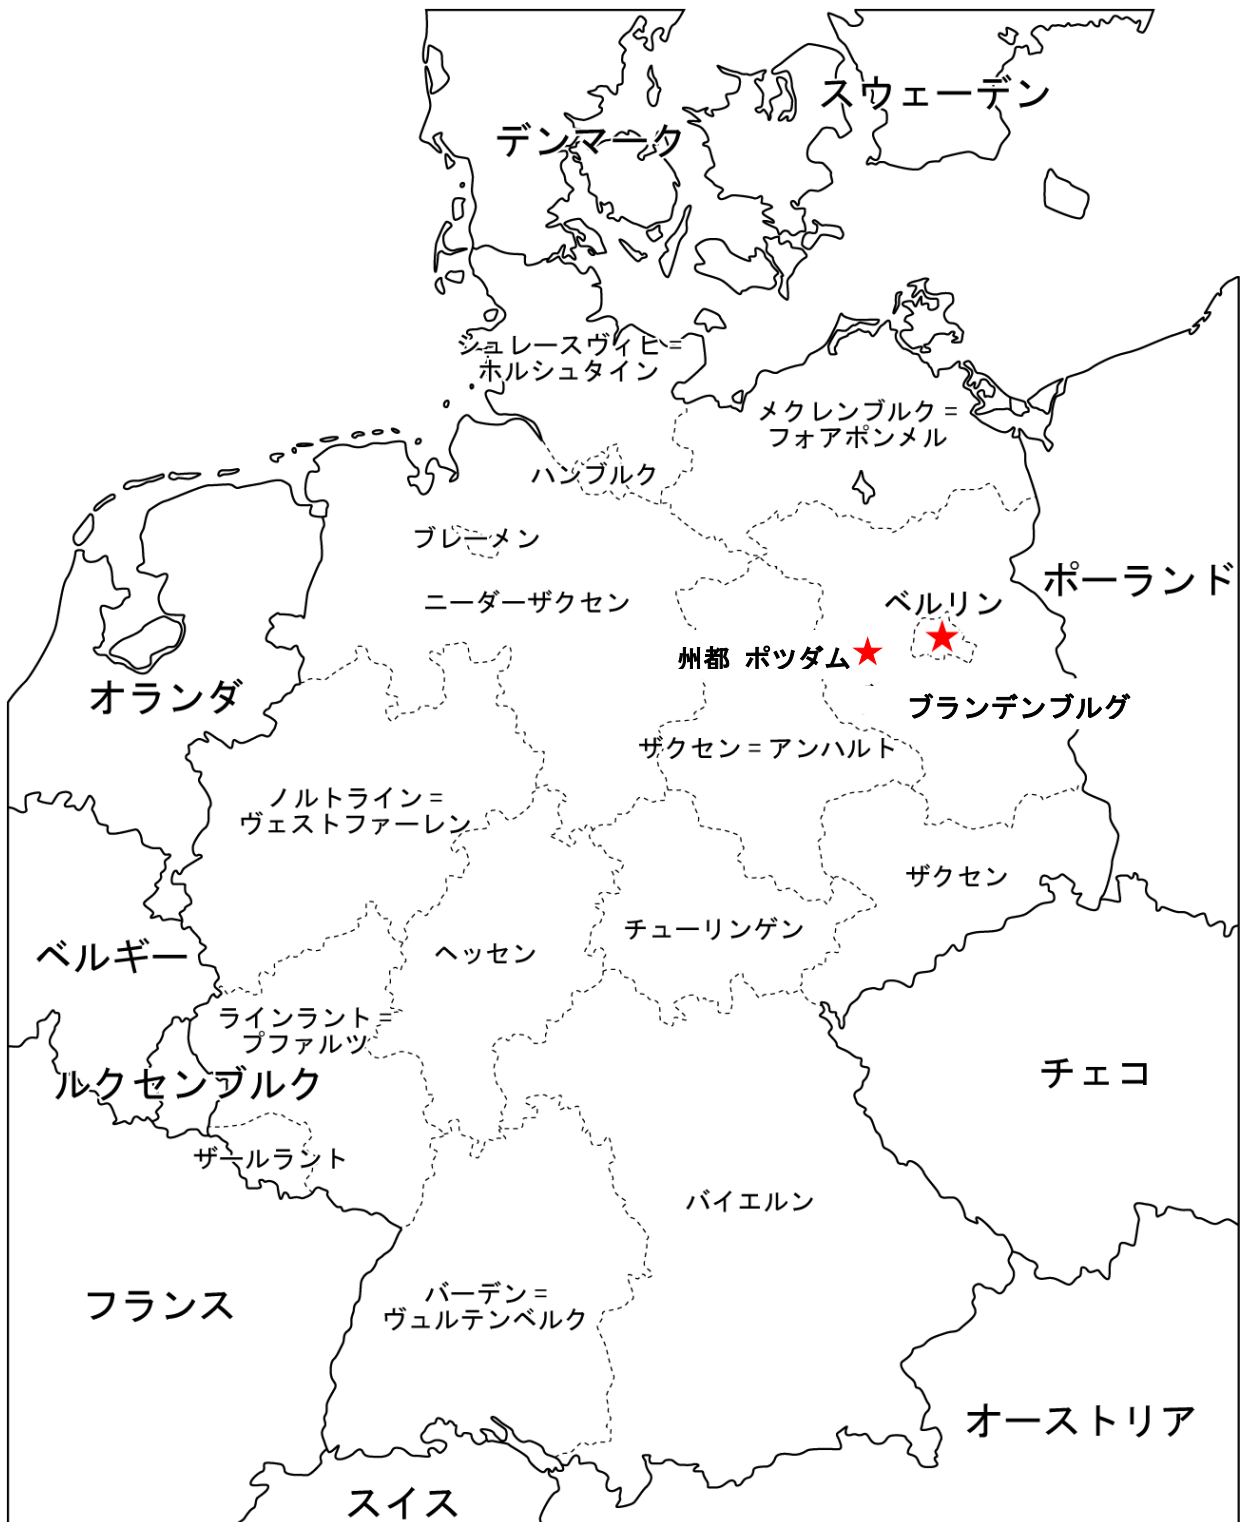 スウェーデン
デンマーク
シュレースヴィヒ=
ホルシュタイン
メクレンブルク=
フォアポンメル
ハンブルク
ブレーメン
ポーランド
ニーダーザクセン
ベルリン
州都 ポツダム
オランダ
ブランデンブルグ
ザクセン=アンハルト
ノルトライン=
ヴェストファーレン
ザクセン
チューリンゲン
ベルギー
ヘッセン
ラインラント=
プファルツ
ルクセンブルク
チェコ
ザールラント
バイエルン
フランス
バーデン=
ヴュルテンベルク
オーストリア
スイス